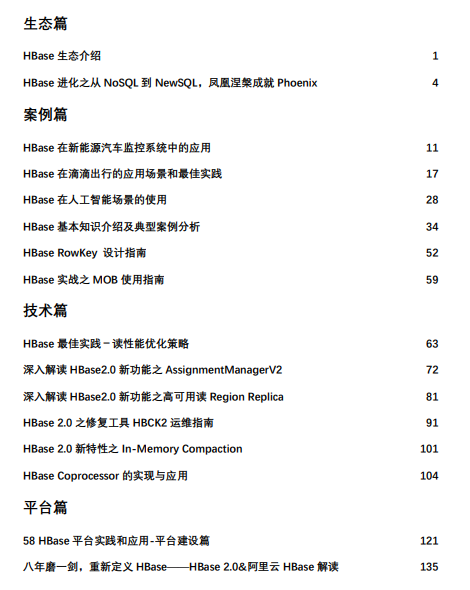 生态篇
HBase 生态介绍 1
HBase 进化之从 NoSQL 到 NewSQL，凤凰涅槃成就 Phoenix 4
案例篇
HBase 在新能源汽车监控系统中的应用 11
HBase 在滴滴出行的应用场景和最佳实践 17
HBase 在人工智能场景的使用 28
HBase 基本知识介绍及典型案例分析 34
HBase RowKey 设计指南 52
HBase 实战之 MOB 使用指南 59
技术篇
HBase 最佳实践－读性能优化策略 63
深入解读 HBase2.0 新功能之 AssignmentManagerV2 72
深入解读 HBase2.0 新功能之高可用读 Region Replica 81
HBase 2.0 之修复工具 HBCK2 运维指南 91
HBase 2.0 新特性之 In-Memory Compaction 101
HBase Coprocessor 的实现与应用 104
平台篇
58 HBase 平台实践和应用-平台建设篇 121
八年磨一剑，重新定义 HBase——HBase 2.0&阿里云 HBase 解读 135